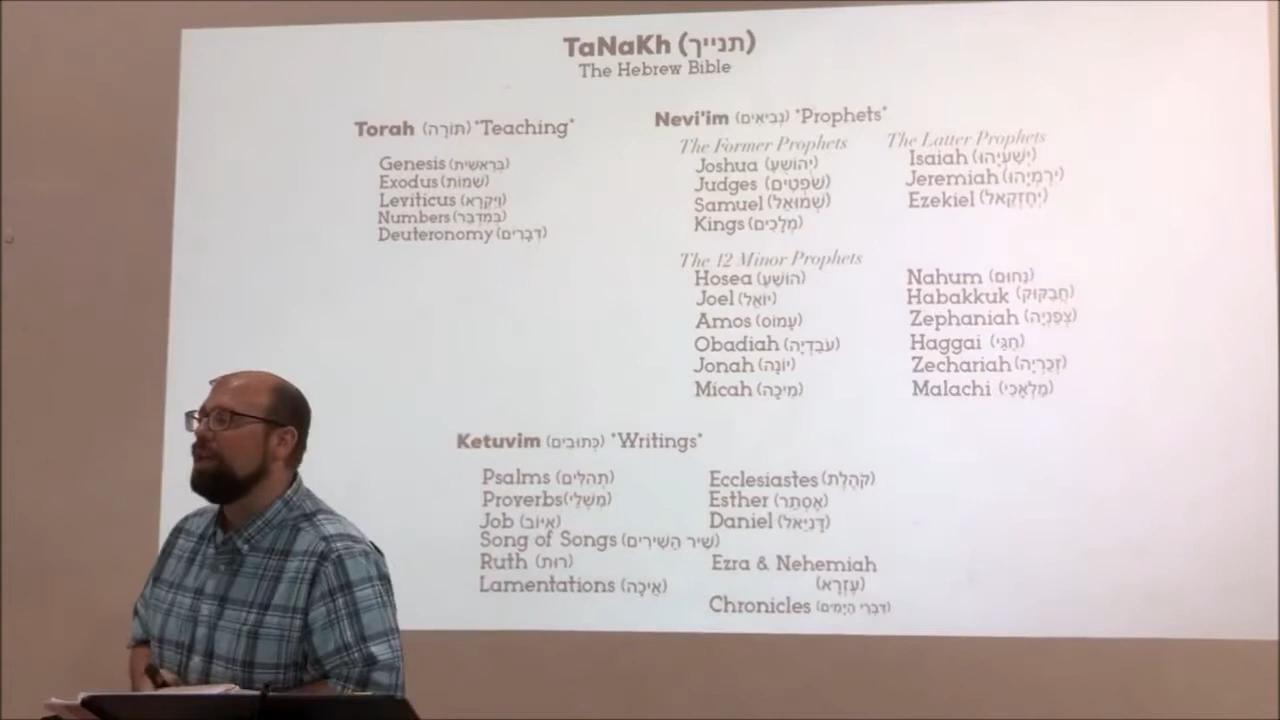 TaNaKh (תנייך)
The Hebrew Bible
Torah (תּוֹרָה) "Teaching"
Genesis (בְּרֵאשִׁית)
Exodus (שְׁמוֹת)
Leviticus (וַיִּקְרָא)
Numbers (בְּמִדְבַּר)
Deuteronomy (דְּבָרִים)
Nevi'im (נְבִיאִים) "Prophets"
The Former Prophets
Joshua (יְהוֹשֻׁעַ)
Judges (שֹׁפְטִים)
Samuel (שְׁמוּאֵל)
Kings (מְלָכִים)
The Latter Prophets
Isaiah (יְשַׁעְיָהוּ)
Jeremiah (יִרְמְיָהוּ)
Ezekiel (יְחֶזְקֵאל)
The 12 Minor Prophets
Hosea (הוֹשֵׁעַ)
Joel (יוֹאֵל)
Amos (עָמוֹס)
Obadiah (עֹבַדְיָה)
Jonah (יוֹנָה)
Micah (מִיכָה)
Nahum (נַחוּם)
Habakkuk (חֲבַקּוּק)
Zephaniah (צְפַנְיָה)
Haggai (חַגַּי)
Zechariah (זְכַרְיָה)
Malachi (מַלְאָכִי)
Ketuvim (כְּתוּבִים) "Writings"
Psalms (תְהִלִּים)
Proverbs (מִשְׁלֵי)
Job (אִיּוֹב)
Song of Songs (שִׁיר הַשִׁירִים)
Ruth (רוּת)
Lamentations (אֵיכָה)
Ecclesiastes (קֹהֶלֶת)
Esther (אֶסְתֵר)
Daniel (דָּנִיֵּאל)
Ezra & Nehemiah
(עֶזְרָא)
Chronicles (דִּבְרֵי הַיָּמִים)